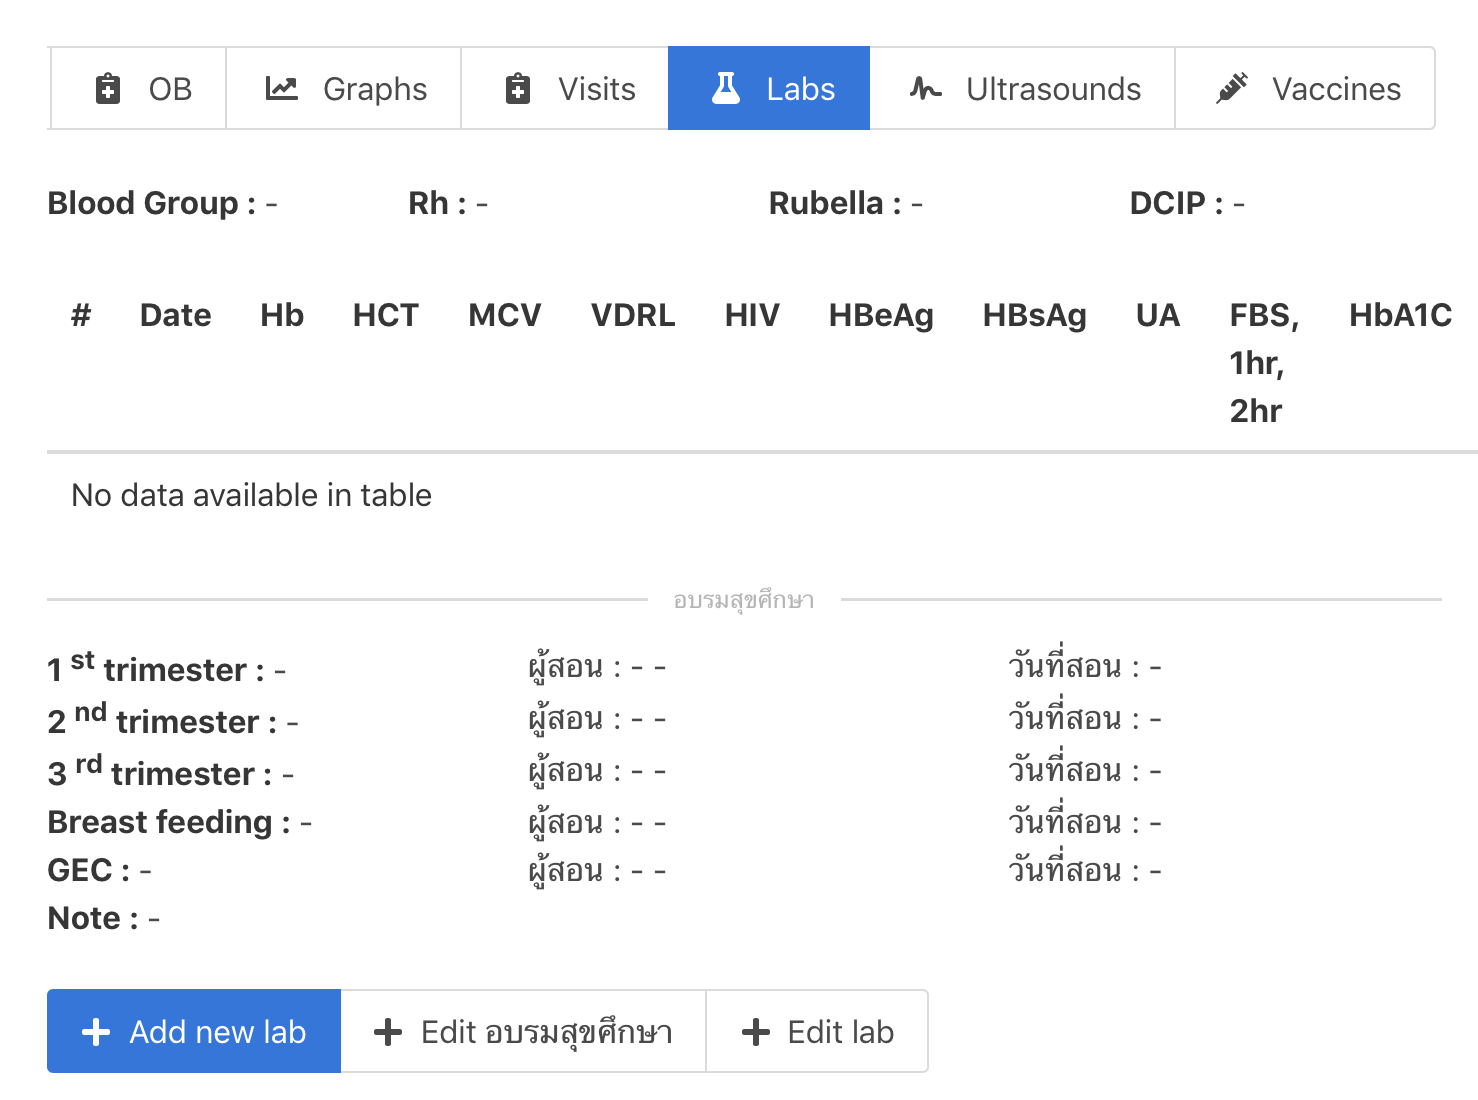 OB Graphs Visits Labs Ultrasounds Vaccines
Blood Group : - Rh : - Rubella : - DCIP : -
# Date Hb HCT MCV VDRL HIV HBeAg HBsAg UA FBS, HbA1C
1hr,
2hr
No data available in table
อบรมสุขศึกษา
1 st trimester : - ผู้สอน : - - วันที่สอน : -
2 nd trimester : - ผู้สอน : - - วันที่สอน : -
3 rd trimester : - ผู้สอน : - - วันที่สอน : -
Breast feeding : - ผู้สอน : - - วันที่สอน : -
GEC : - ผู้สอน : - - วันที่สอน : -
Note : -
Add new lab Edit อบรมสุขศึกษา Edit lab